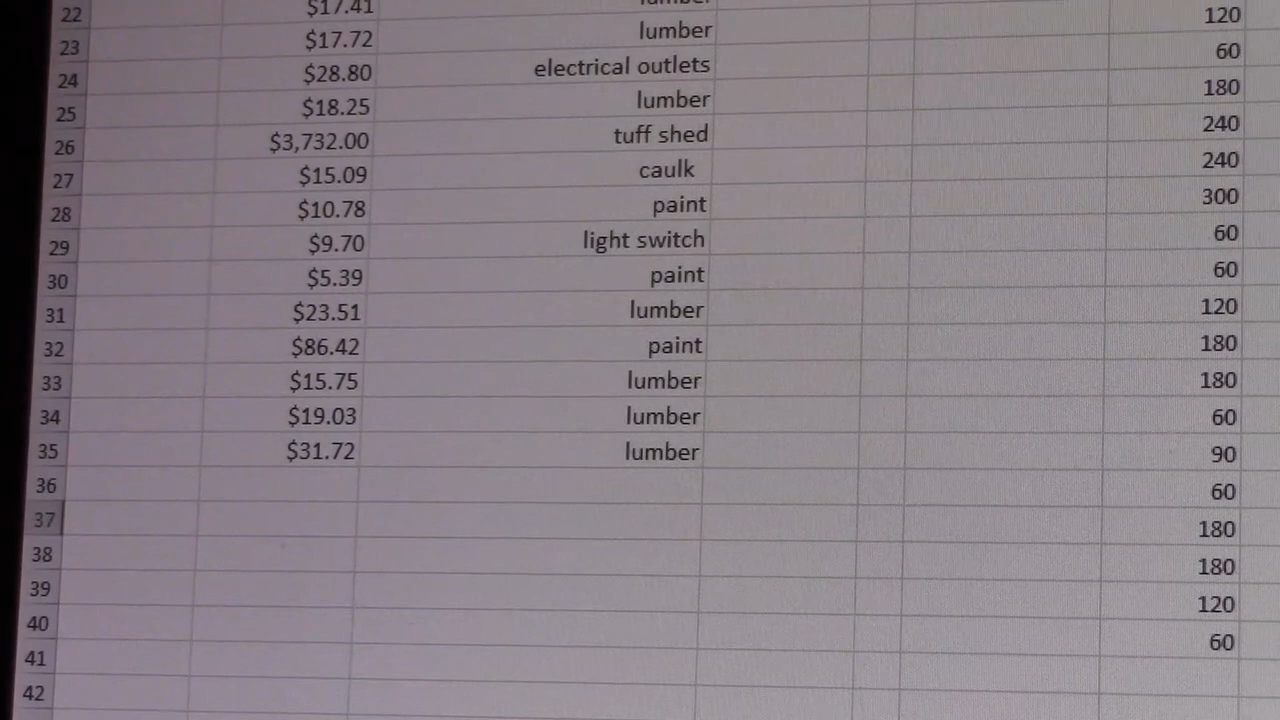 22 $17.41 lumber
23 $17.72 lumber 120
24 $28.80 electrical outlets 60
25 $18.25 lumber 180
26 $3,732.00 tuff shed 240
27 $15.09 caulk 240
28 $10.78 paint 300
29 $9.70 light switch 60
30 $5.39 paint 60
31 $23.51 lumber 120
32 $86.42 paint 180
33 $15.75 lumber 180
34 $19.03 lumber 60
35 $31.72 lumber 90
36 60
37 180
38 180
39 120
40 60
41
42